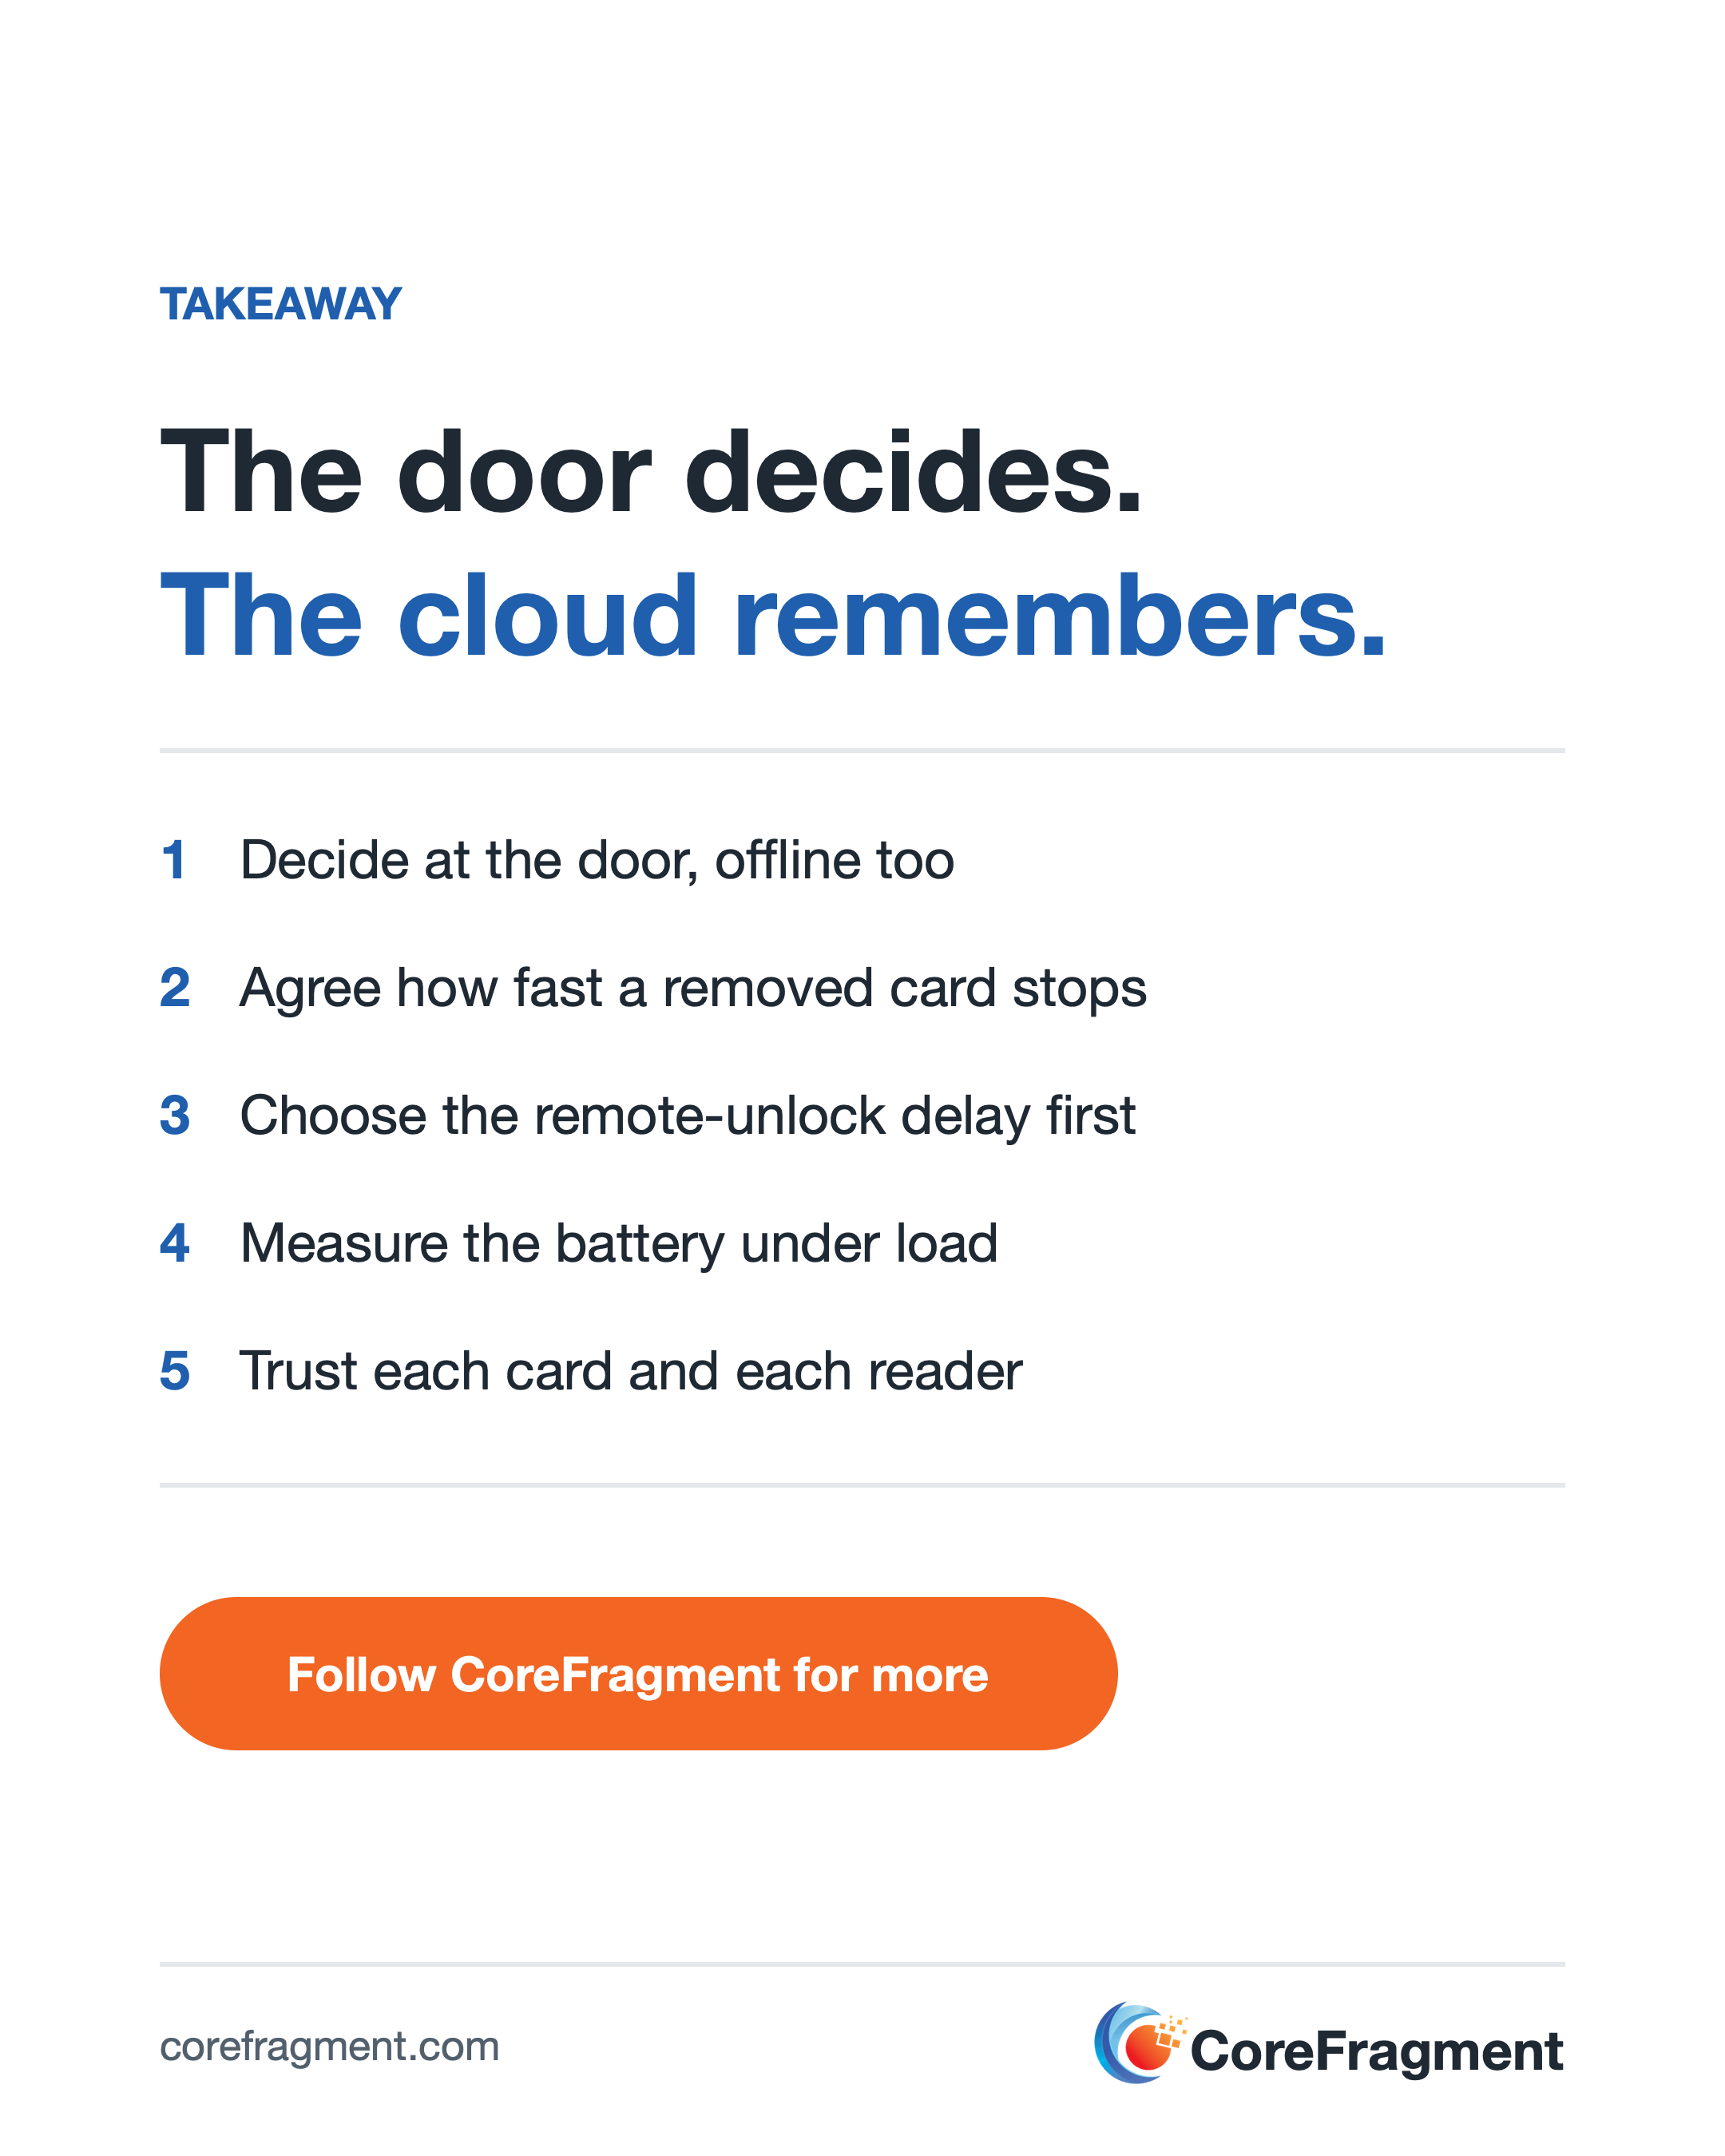 TAKEAWAY
The door decides.
The cloud remembers.
1 Decide at the door, offline too
2 Agree how fast a removed card stops
3 Choose the remote-unlock delay first
4 Measure the battery under load
5 Trust each card and each reader
Follow CoreFragment for more
corefragment.com
CoreFragment